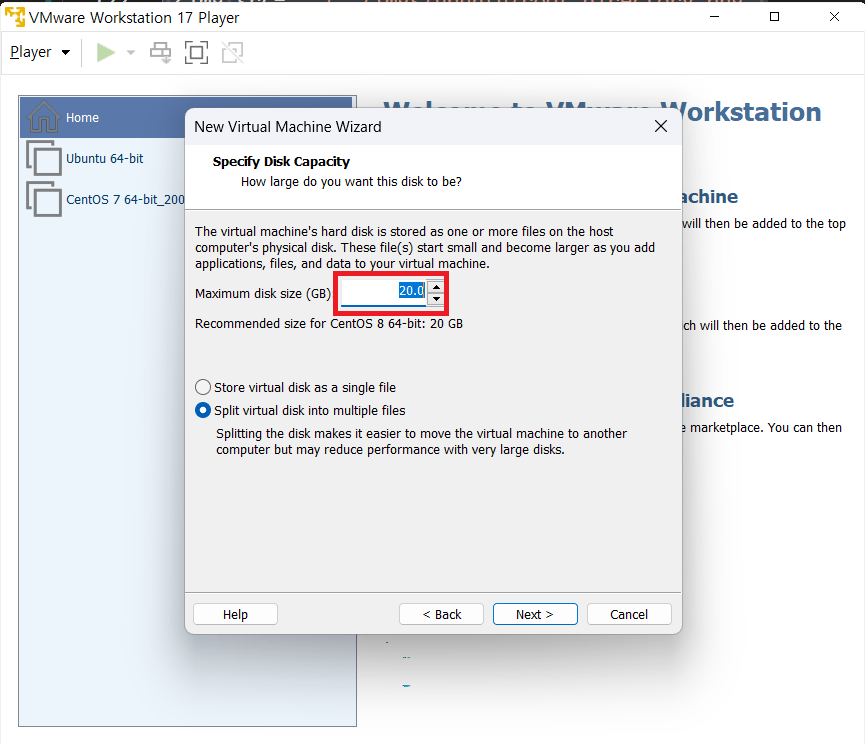 VMware Workstation 17 Player
Player
Home
Ubuntu 64-bit
CentOS 7 64-bit_200
Welcome to VMware Workstation
achine
will then be added to the top
ch will then be added to the
liance
marketplace. You can then
New Virtual Machine Wizard
Specify Disk Capacity
How large do you want this disk to be?
The virtual machine's hard disk is stored as one or more files on the host
computer's physical disk. These file(s) start small and become larger as you add
applications, files, and data to your virtual machine.
Maximum disk size (GB): 20.0
Recommended size for CentOS 8 64-bit: 20 GB
Store virtual disk as a single file
Split virtual disk into multiple files
Splitting the disk makes it easier to move the virtual machine to another
computer but may reduce performance with very large disks.
Help
< Back
Next >
Cancel